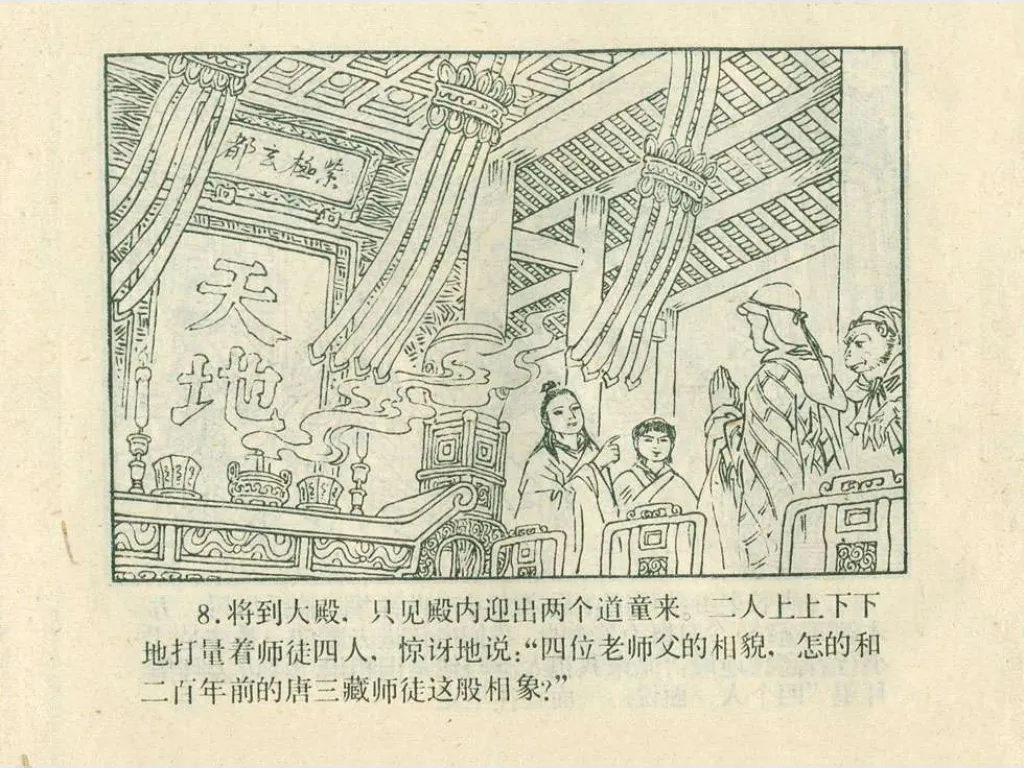 紫极玄都
天
地
8.将到大殿，只见殿内迎出两个道童来。二人上上下下
地打量着师徒四人，惊讶地说：“四位老师父的相貌，怎的和
二百年前的唐三藏师徒这般相象?”